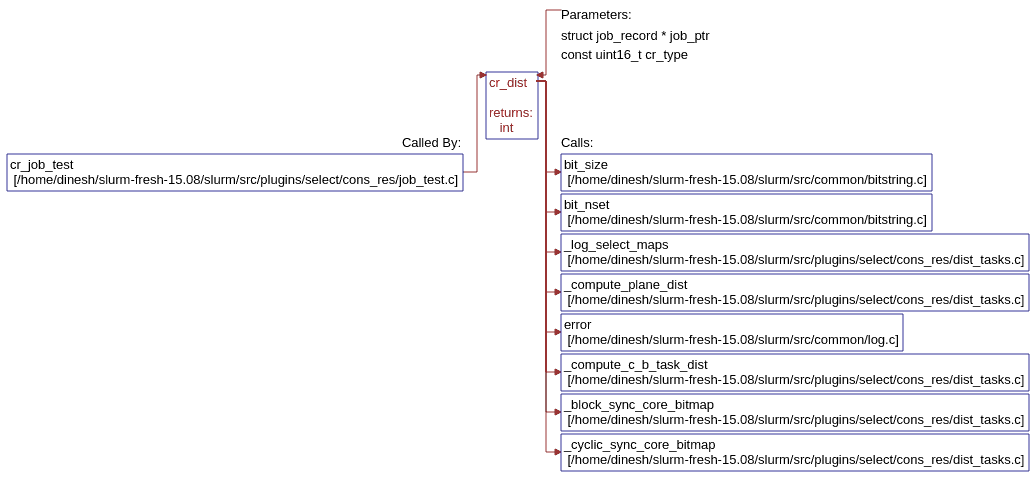 Parameters:
struct job_record * job_ptr
const uint16_t cr_type
cr_dist
returns:
int
Called By:
cr_job_test
[/home/dinesh/slurm-fresh-15.08/slurm/src/plugins/select/cons_res/job_test.c]
Calls:
bit_size
[/home/dinesh/slurm-fresh-15.08/slurm/src/common/bitstring.c]
bit_nset
[/home/dinesh/slurm-fresh-15.08/slurm/src/common/bitstring.c]
_log_select_maps
[/home/dinesh/slurm-fresh-15.08/slurm/src/plugins/select/cons_res/dist_tasks.c]
_compute_plane_dist
[/home/dinesh/slurm-fresh-15.08/slurm/src/plugins/select/cons_res/dist_tasks.c]
error
[/home/dinesh/slurm-fresh-15.08/slurm/src/common/log.c]
_compute_c_b_task_dist
[/home/dinesh/slurm-fresh-15.08/slurm/src/plugins/select/cons_res/dist_tasks.c]
_block_sync_core_bitmap
[/home/dinesh/slurm-fresh-15.08/slurm/src/plugins/select/cons_res/dist_tasks.c]
_cyclic_sync_core_bitmap
[/home/dinesh/slurm-fresh-15.08/slurm/src/plugins/select/cons_res/dist_tasks.c]